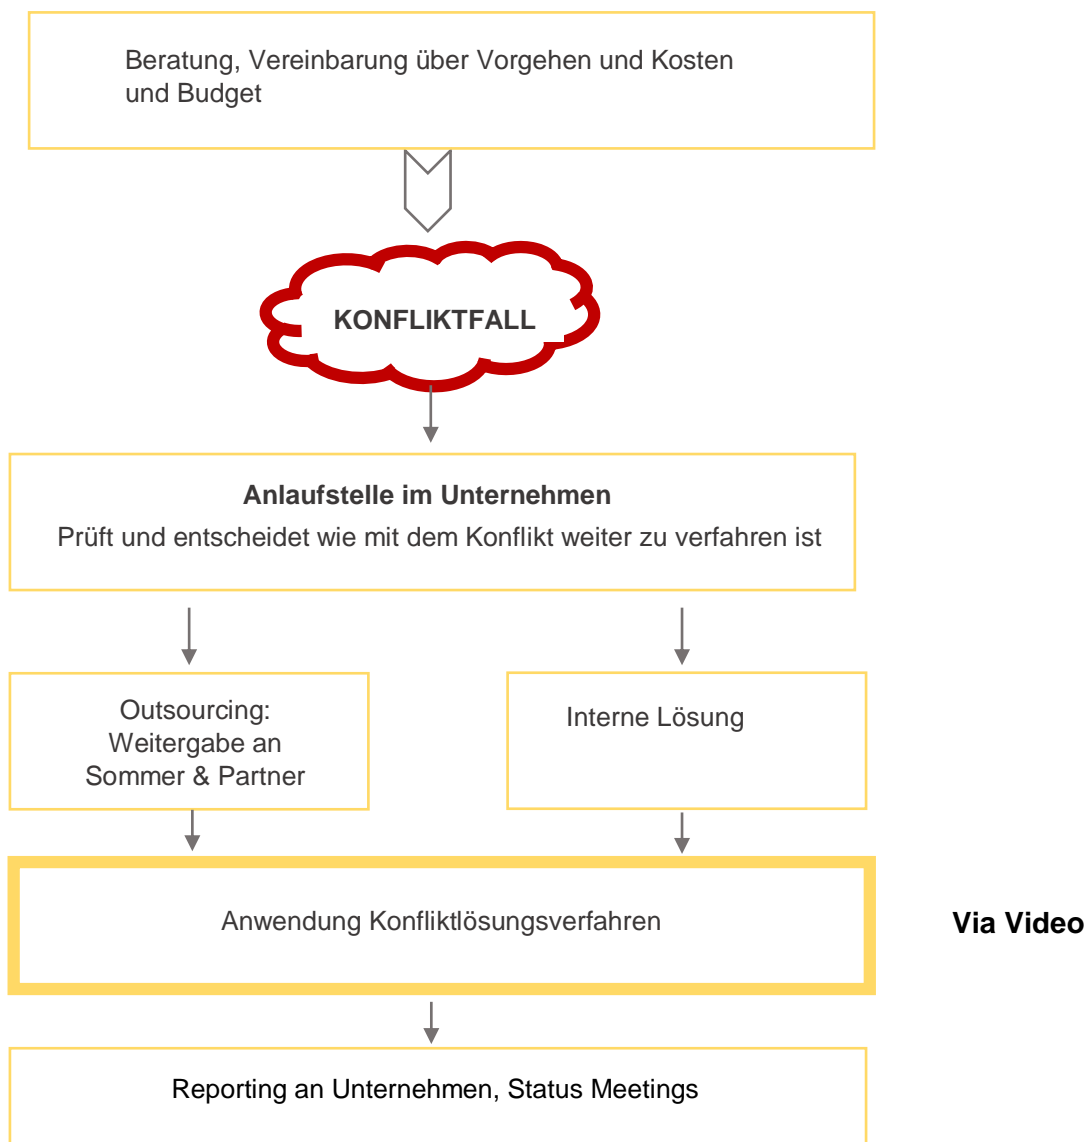 Beratung, Vereinbarung über Vorgehen und Kosten
und Budget
KONFLIKTFALL
Anlaufstelle im Unternehmen
Prüft und entscheidet wie mit dem Konflikt weiter zu verfahren ist
Outsourcing:
Weitergabe an
Sommer & Partner
Interne Lösung
Anwendung Konfliktlösungsverfahren
Via Video
Reporting an Unternehmen, Status Meetings